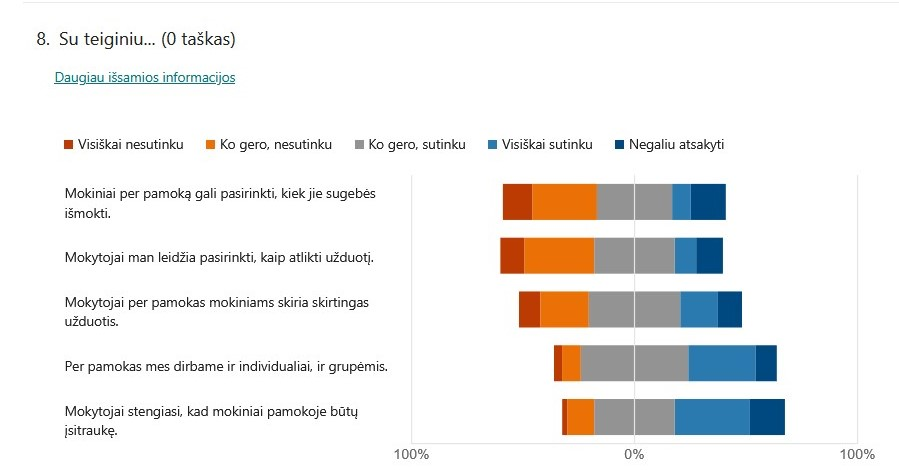 8. Su teiginiu... (0 taškas)
Daugiau išsamios informacijos
Visiškai nesutinku Ko gero, nesutinku Ko gero, sutinku Visiškai sutinku Negaliu atsakyti
Mokiniai per pamoką gali pasirinkti, kiek jie sugebės
išmokti.
Mokytojai man leidžia pasirinkti, kaip atlikti užduotį.
Mokytojai per pamokas mokiniams skiria skirtingas
užduotis.
Per pamokas mes dirbame ir individualiai, ir grupėmis.
Mokytojai stengiasi, kad mokiniai pamokoje būtų
įsitraukę.
100% 0% 100%